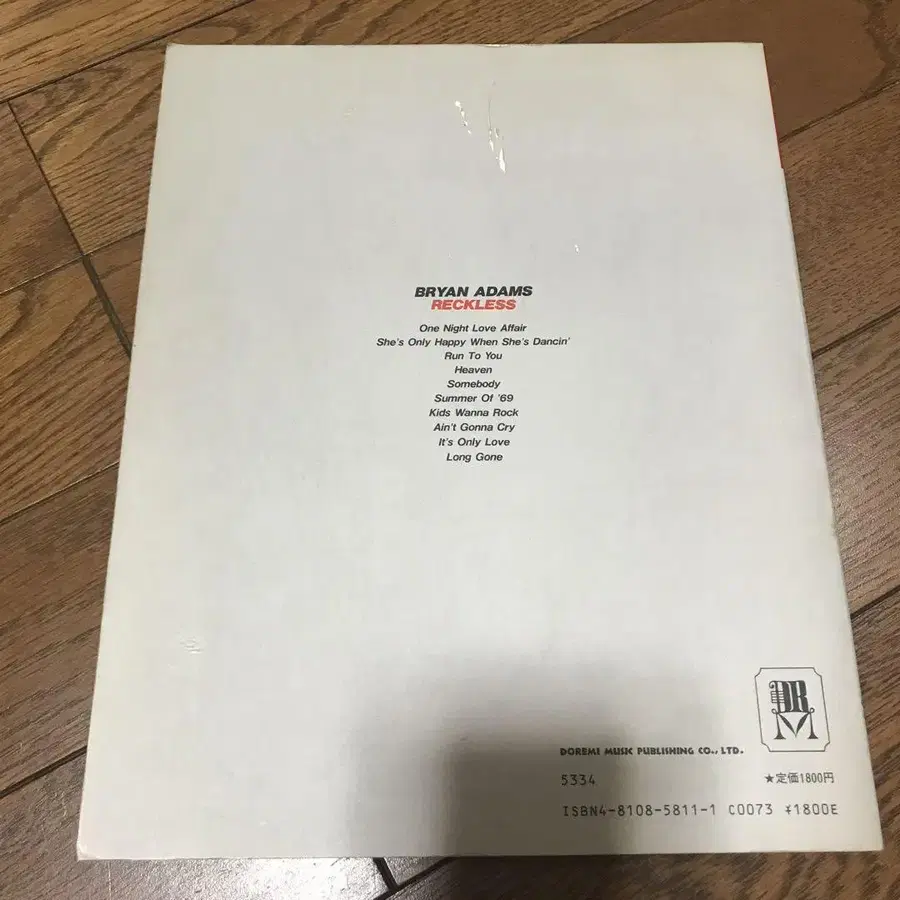 BRYAN ADAMS
RECKLESS
One Night Love Affair
She's Only Happy When She's Dancin'
Run To You
Heaven
Somebody
Summer Of '69
Kids Wanna Rock
Ain't Gonna Cry
It's Only Love
Long Gone
DRM
DOREMI MUSIC PUBLISHING CO., LTD.
5334 ★定価1800円
ISBN4-8108-5811-1 C0073 ¥1800E